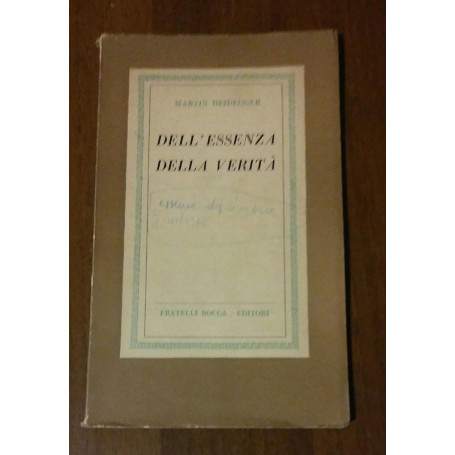 MARTIN HEIDEGGER
DELL'ESSENZA
DELLA VERITÀ
FRATELLI BOCCA - EDITORI